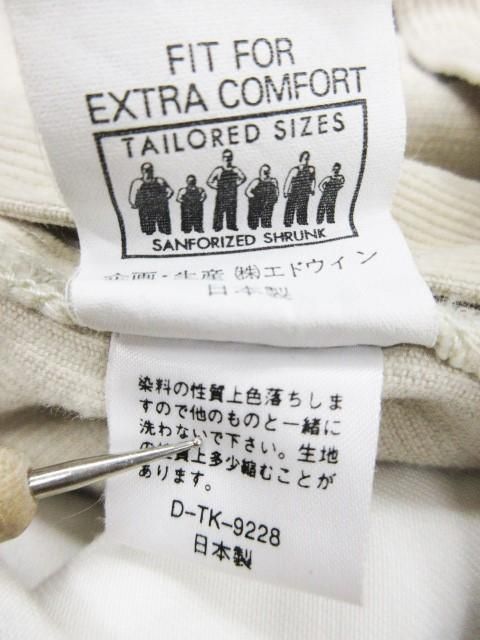 FIT FOR
EXTRA COMFORT
TAILORED SIZES
SANFORIZED SHRUNK
企画・生産 ㈱エドウィン
日本製
染料の性質上色落ちしま
すので他のものと一緒に
洗わないで下さい。生地
の性質上多少縮むことが
あります。
D-TK-9228
日本製